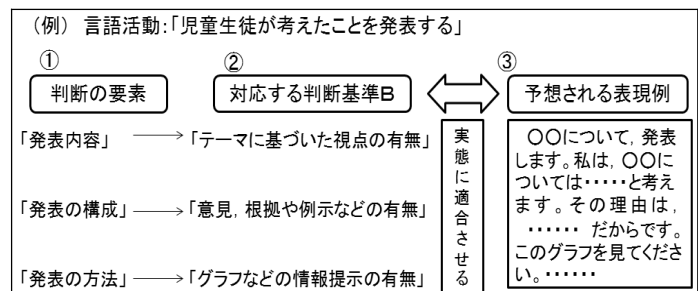 (例) 言語活動:「児童生徒が考えたことを発表する」
① ② ③
判断の要素 対応する判断基準B 予想される表現例
「発表内容」 → 「テーマに基づいた視点の有無」
「発表の構成」 → 「意見，根拠や例示などの有無」
「発表の方法」 → 「グラフなどの情報提示の有無」
実態に適合させる
○○について，発表
します。私は，○○に
ついては・・・・・と考え
ます。その理由は，
・・・・・・ だからです。
このグラフを見てくださ
い。・・・・・・